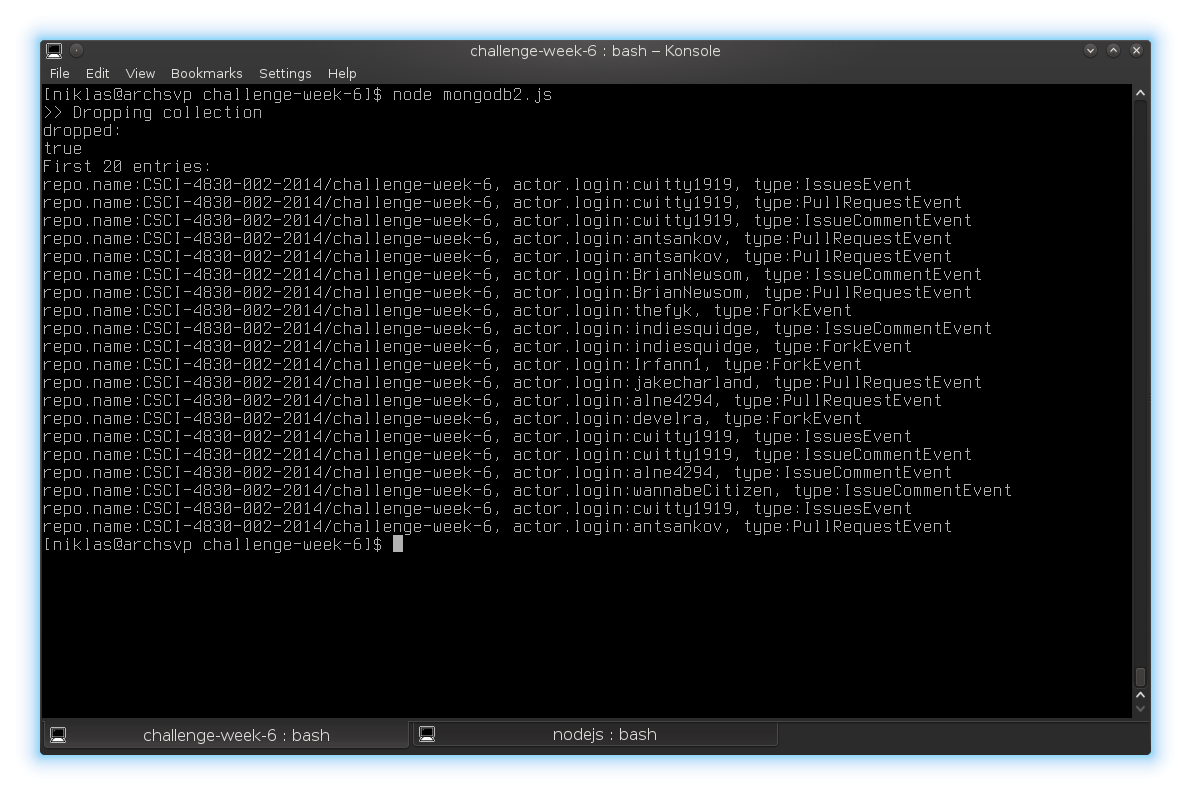 challenge-week-6 : bash – Konsole
File Edit View Bookmarks Settings Help
[niklas@archsvp challenge-week-6]$ node mongodb2.js
>> Dropping collection
dropped:
true
First 20 entries:
repo.name:CSCI-4830-002-2014/challenge-week-6, actor.login:cwitty1919, type:IssuesEvent
repo.name:CSCI-4830-002-2014/challenge-week-6, actor.login:cwitty1919, type:PullRequestEvent
repo.name:CSCI-4830-002-2014/challenge-week-6, actor.login:cwitty1919, type:IssueCommentEvent
repo.name:CSCI-4830-002-2014/challenge-week-6, actor.login:antsankov, type:PullRequestEvent
repo.name:CSCI-4830-002-2014/challenge-week-6, actor.login:antsankov, type:PullRequestEvent
repo.name:CSCI-4830-002-2014/challenge-week-6, actor.login:BrianNewsom, type:IssueCommentEvent
repo.name:CSCI-4830-002-2014/challenge-week-6, actor.login:BrianNewsom, type:PullRequestEvent
repo.name:CSCI-4830-002-2014/challenge-week-6, actor.login:thefyk, type:ForkEvent
repo.name:CSCI-4830-002-2014/challenge-week-6, actor.login:indiesquidge, type:IssueCommentEvent
repo.name:CSCI-4830-002-2014/challenge-week-6, actor.login:indiesquidge, type:ForkEvent
repo.name:CSCI-4830-002-2014/challenge-week-6, actor.login:Irfann1, type:ForkEvent
repo.name:CSCI-4830-002-2014/challenge-week-6, actor.login:jakecharland, type:PullRequestEvent
repo.name:CSCI-4830-002-2014/challenge-week-6, actor.login:alne4294, type:PullRequestEvent
repo.name:CSCI-4830-002-2014/challenge-week-6, actor.login:develra, type:ForkEvent
repo.name:CSCI-4830-002-2014/challenge-week-6, actor.login:cwitty1919, type:IssuesEvent
repo.name:CSCI-4830-002-2014/challenge-week-6, actor.login:cwitty1919, type:IssueCommentEvent
repo.name:CSCI-4830-002-2014/challenge-week-6, actor.login:alne4294, type:IssueCommentEvent
repo.name:CSCI-4830-002-2014/challenge-week-6, actor.login:wannabeCitizen, type:IssueCommentEvent
repo.name:CSCI-4830-002-2014/challenge-week-6, actor.login:cwitty1919, type:IssuesEvent
repo.name:CSCI-4830-002-2014/challenge-week-6, actor.login:antsankov, type:PullRequestEvent
[niklas@archsvp challenge-week-6]$
challenge-week-6 : bash
nodejs : bash